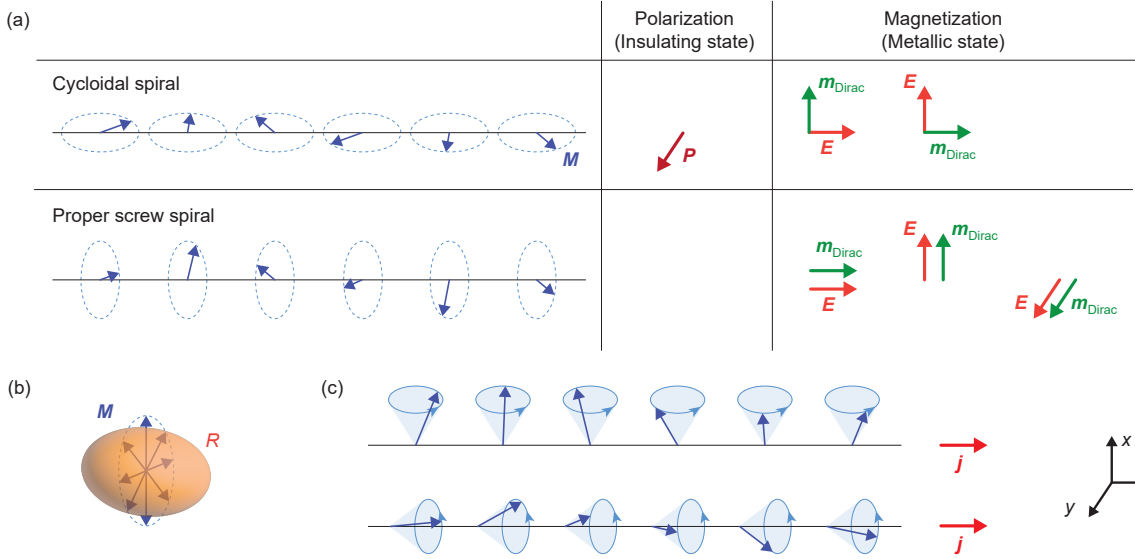 (a)
Polarization
(Insulating state)
Magnetization
(Metallic state)
Cycloidal spiral
M
P
m_Dirac
E
E
m_Dirac
Proper screw spiral
m_Dirac
E
E
m_Dirac
E
m_Dirac
(b)
M
R
(c)
j
j
x
y